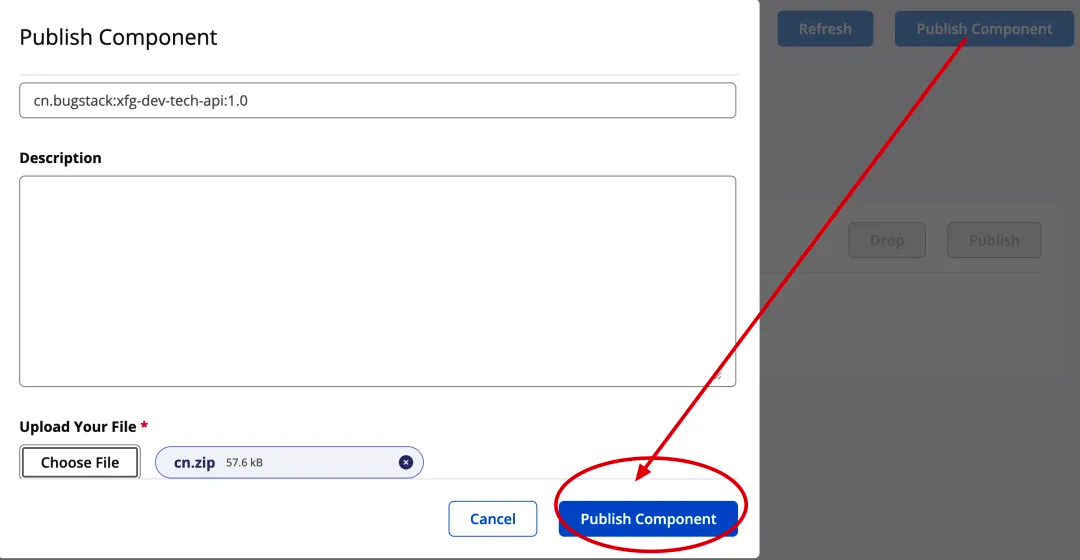 Publish Component
Refresh
Publish Component
cn.bugstack:xfg-dev-tech-api:1.0
Description
Drop
Publish
Upload Your File *
Choose File
cn.zip 57.6 kB
Cancel
Publish Component